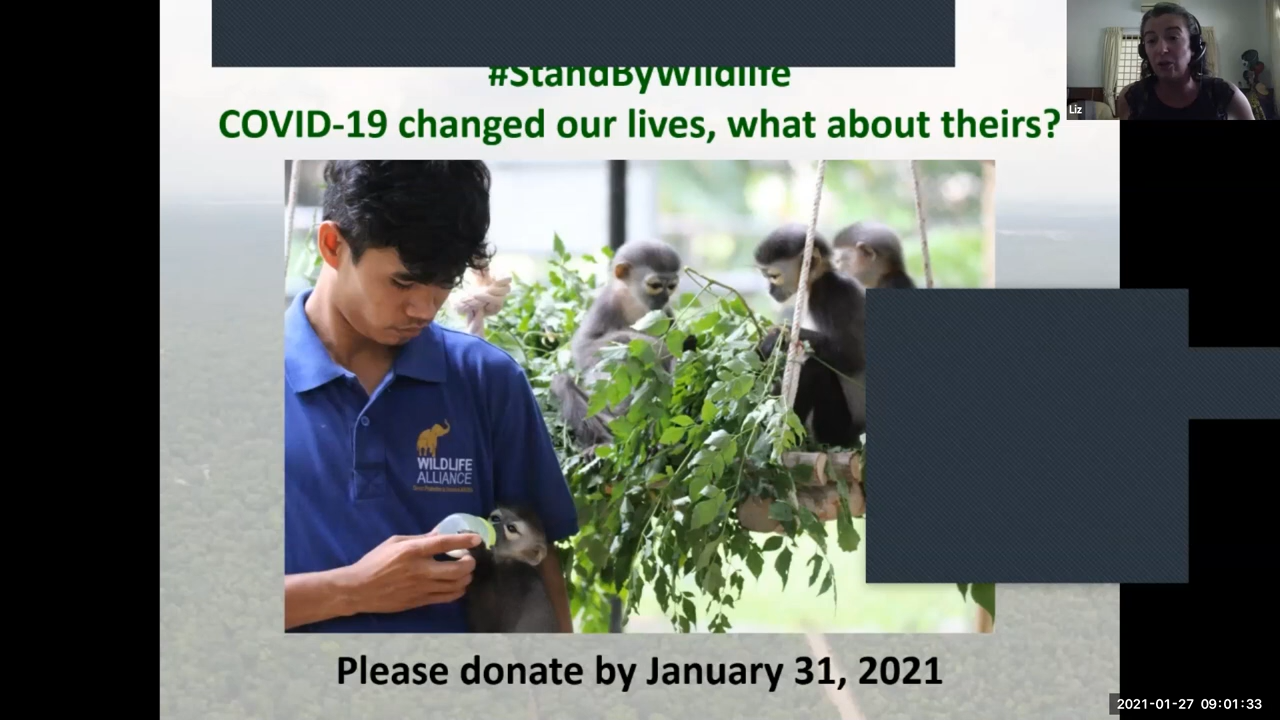 #StandByWildlife
COVID-19 changed our lives, what about theirs?
Liz
WILDLIFE
ALLIANCE
Please donate by January 31, 2021
2021-01-27 09:01:33